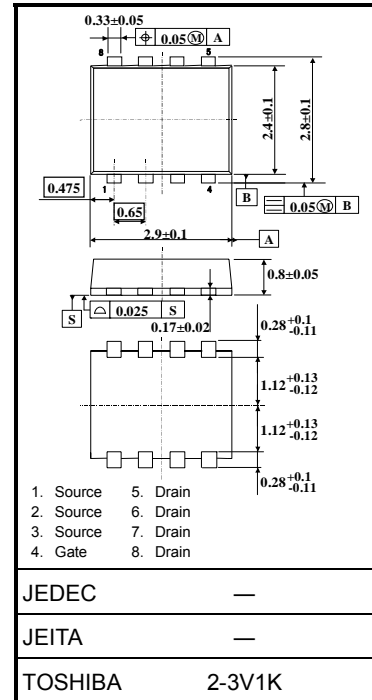 0.33±0.05
⌖ 0.05Ⓜ A
8 5
2.4±0.1
2.8±0.1
0.475
1 4
B
⌯ 0.05Ⓜ B
0.65
2.9±0.1
A
0.8±0.05
S
⌓ 0.025 S
0.17±0.02
0.28 +0.1 -0.11
1.12 +0.13 -0.12
1.12 +0.13 -0.12
0.28 +0.1 -0.11
1. Source 5. Drain
2. Source 6. Drain
3. Source 7. Drain
4. Gate 8. Drain
JEDEC —
JEITA —
TOSHIBA 2-3V1K